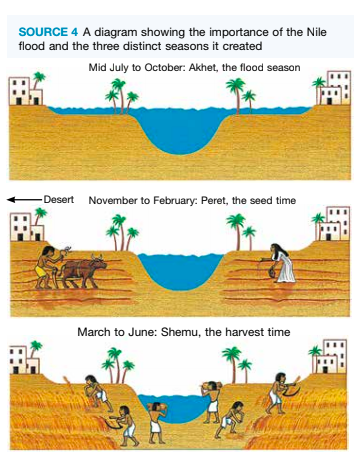 SOURCE 4 A diagram showing the importance of the Nile
flood and the three distinct seasons it created
Mid July to October: Akhet, the flood season
Desert November to February: Peret, the seed time
March to June: Shemu, the harvest time